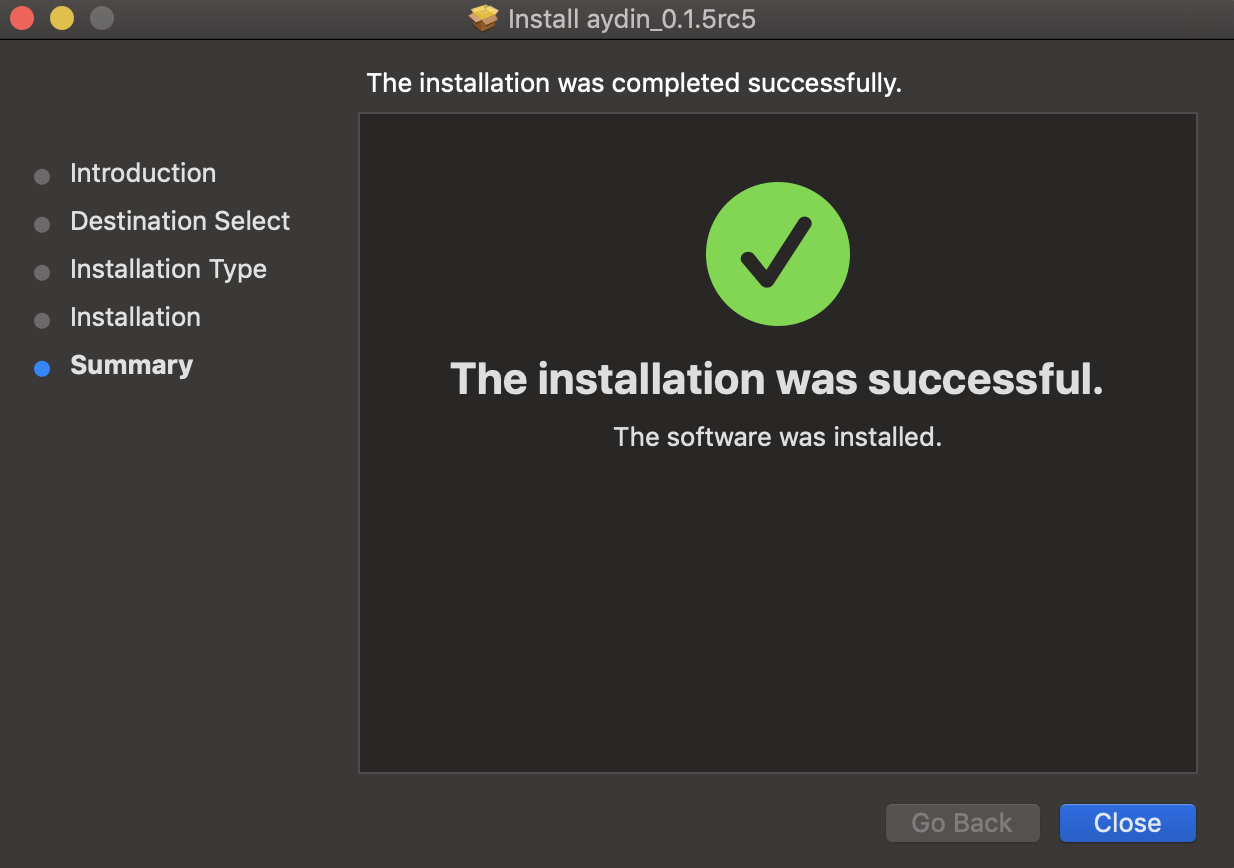 Install aydin_0.1.5rc5
The installation was completed successfully.
Introduction
Destination Select
Installation Type
Installation
Summary
The installation was successful.
The software was installed.
Go Back
Close